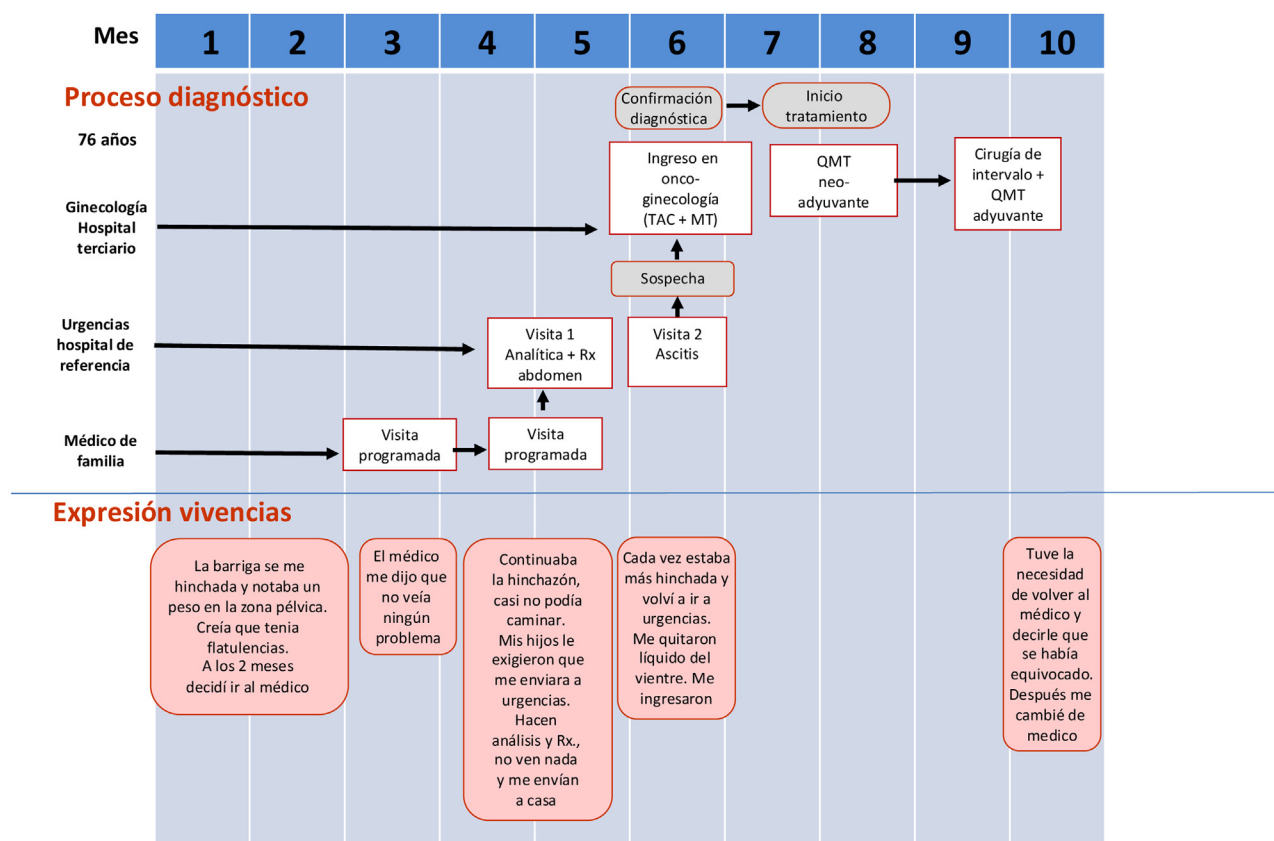 Mes
1 2 3 4 5 6 7 8 9 10
Proceso diagnóstico
76 años
Confirmación
diagnóstica
Inicio
tratamiento
Ginecología
Hospital
terciario
Ingreso en
onco-
ginecología
(TAC + MT)
QMT
neo-
adyuvante
Cirugía de
intervalo +
QMT
adyuvante
Sospecha
Urgencias
hospital de
referencia
Visita 1
Analítica + Rx
abdomen
Visita 2
Ascitis
Médico de
familia
Visita
programada
Visita
programada
Expresión vivencias
La barriga se me
hinchada y notaba un
peso en la zona pélvica.
Creía que tenia
flatulencias.
A los 2 meses
decidí ir al médico
El médico
me dijo que
no veía
ningún
problema
Continuaba
la hinchazón,
casi no podía
caminar.
Mis hijos le
exigieron que
me enviara a
urgencias.
Hacen
análisis y Rx.,
no ven nada
y me envían
a casa
Cada vez estaba
más hinchada y
volví a ir a
urgencias.
Me quitaron
líquido del
vientre. Me
ingresaron
Tuve la
necesidad
de volver al
médico y
decirle que
se había
equivocado.
Después me
cambié de
medico